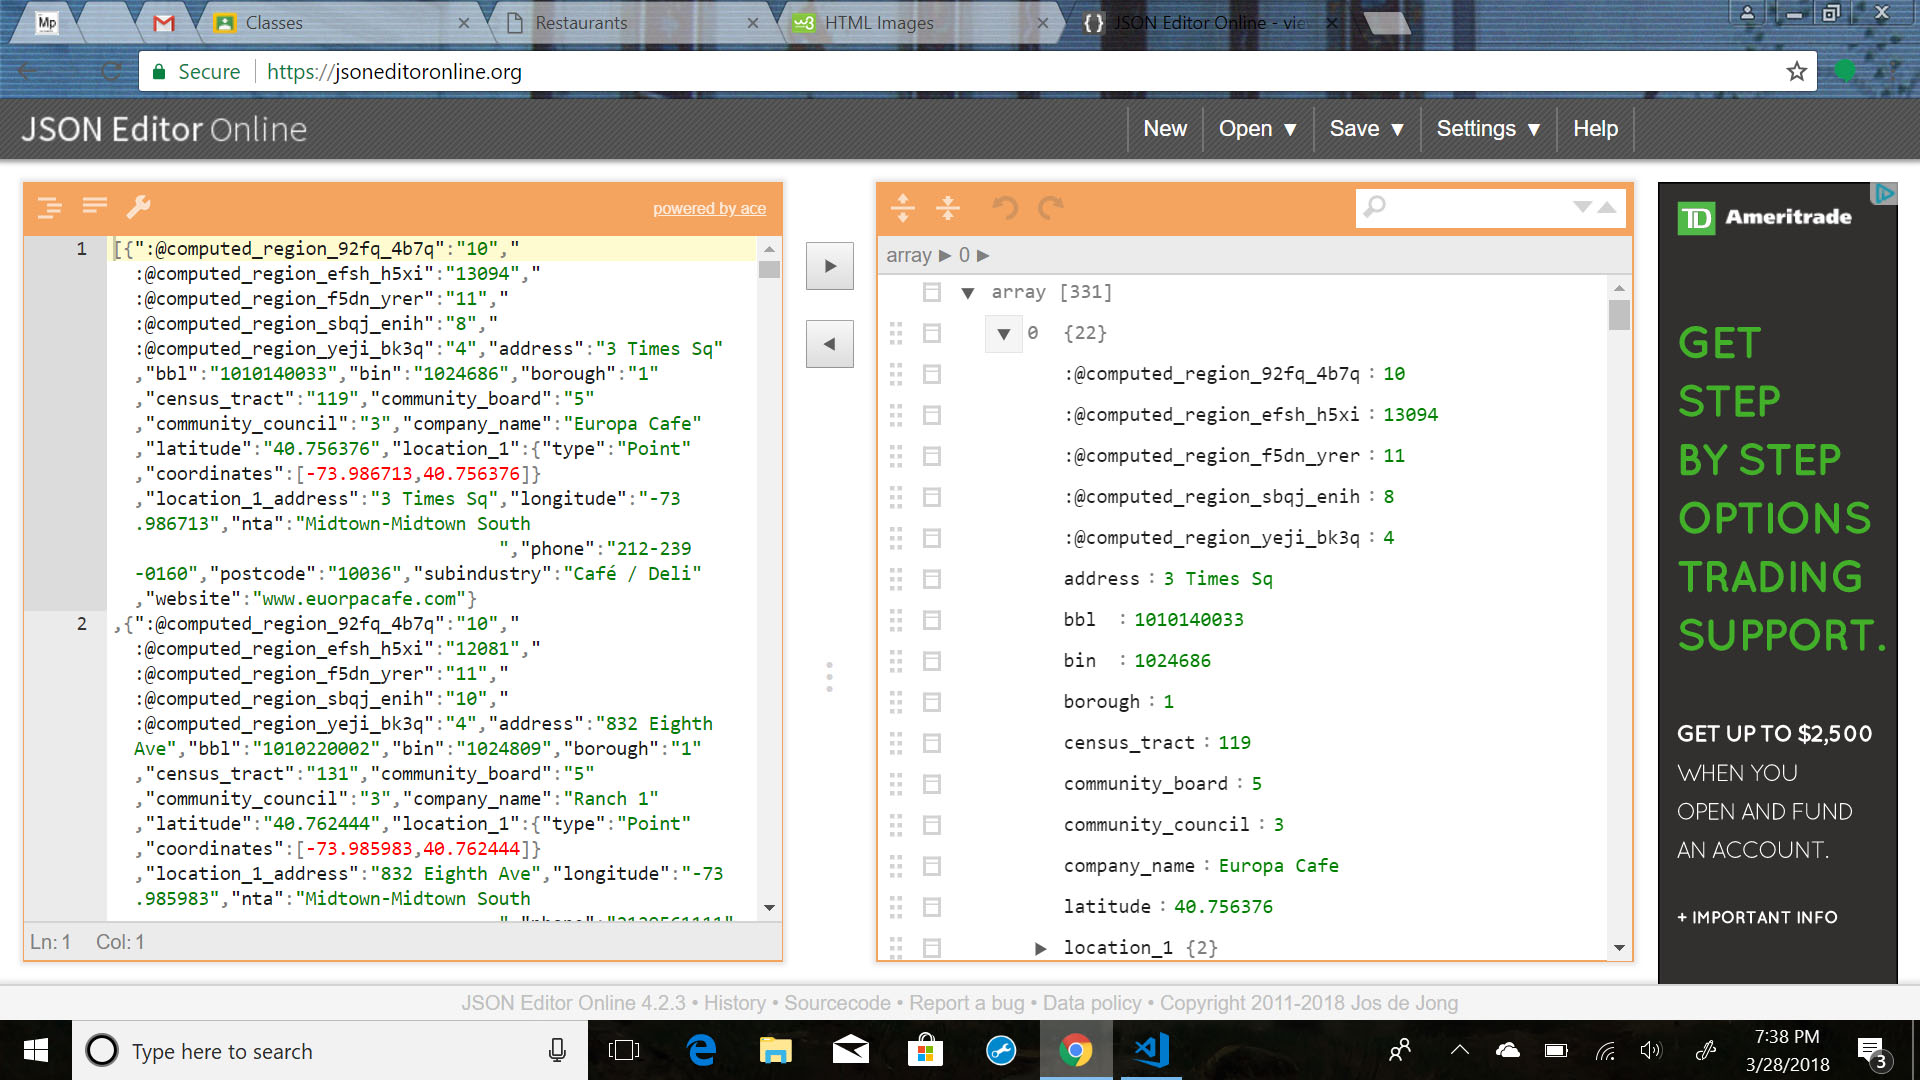 Mp
Classes
Restaurants
HTML Images
JSON Editor Online - vie
Secure
https://jsoneditoronline.org
JSON Editor Online
New
Open ▼
Save ▼
Settings ▼
Help
powered by ace
1
[{":@computed_region_92fq_4b7q":"10","
:@computed_region_efsh_h5xi":"13094","
:@computed_region_f5dn_yrer":"11","
:@computed_region_sbqj_enih":"8","
:@computed_region_yeji_bk3q":"4","address":"3 Times Sq"
,"bbl":"1010140033","bin":"1024686","borough":"1"
,"census_tract":"119","community_board":"5"
,"community_council":"3","company_name":"Europa Cafe"
,"latitude":"40.756376","location_1":{"type":"Point"
,"coordinates":[-73.986713,40.756376]}
,"location_1_address":"3 Times Sq","longitude":"-73
.986713","nta":"Midtown-Midtown South
","phone":"212-239
-0160","postcode":"10036","subindustry":"Café / Deli"
,"website":"www.euorpacafe.com"}
2
,{":@computed_region_92fq_4b7q":"10","
:@computed_region_efsh_h5xi":"12081","
:@computed_region_f5dn_yrer":"11","
:@computed_region_sbqj_enih":"10","
:@computed_region_yeji_bk3q":"4","address":"832 Eighth
Ave","bbl":"1010220002","bin":"1024809","borough":"1"
,"census_tract":"131","community_board":"5"
,"community_council":"3","company_name":"Ranch 1"
,"latitude":"40.762444","location_1":{"type":"Point"
,"coordinates":[-73.985983,40.762444]}
,"location_1_address":"832 Eighth Ave","longitude":"-73
.985983","nta":"Midtown-Midtown South
Ln: 1 Col: 1
array ► 0 ►
array [331]
0 {22}
:@computed_region_92fq_4b7q : 10
:@computed_region_efsh_h5xi : 13094
:@computed_region_f5dn_yrer : 11
:@computed_region_sbqj_enih : 8
:@computed_region_yeji_bk3q : 4
address : 3 Times Sq
bbl : 1010140033
bin : 1024686
borough : 1
census_tract : 119
community_board : 5
community_council : 3
company_name : Europa Cafe
latitude : 40.756376
location_1 {2}
TD Ameritrade
GET
STEP
BY STEP
OPTIONS
TRADING
SUPPORT.
GET UP TO $2,500
WHEN YOU
OPEN AND FUND
AN ACCOUNT.
+ IMPORTANT INFO
JSON Editor Online 4.2.3 • History • Sourcecode • Report a bug • Data policy • Copyright 2011-2018 Jos de Jong
Type here to search
7:38 PM
3/28/2018
3